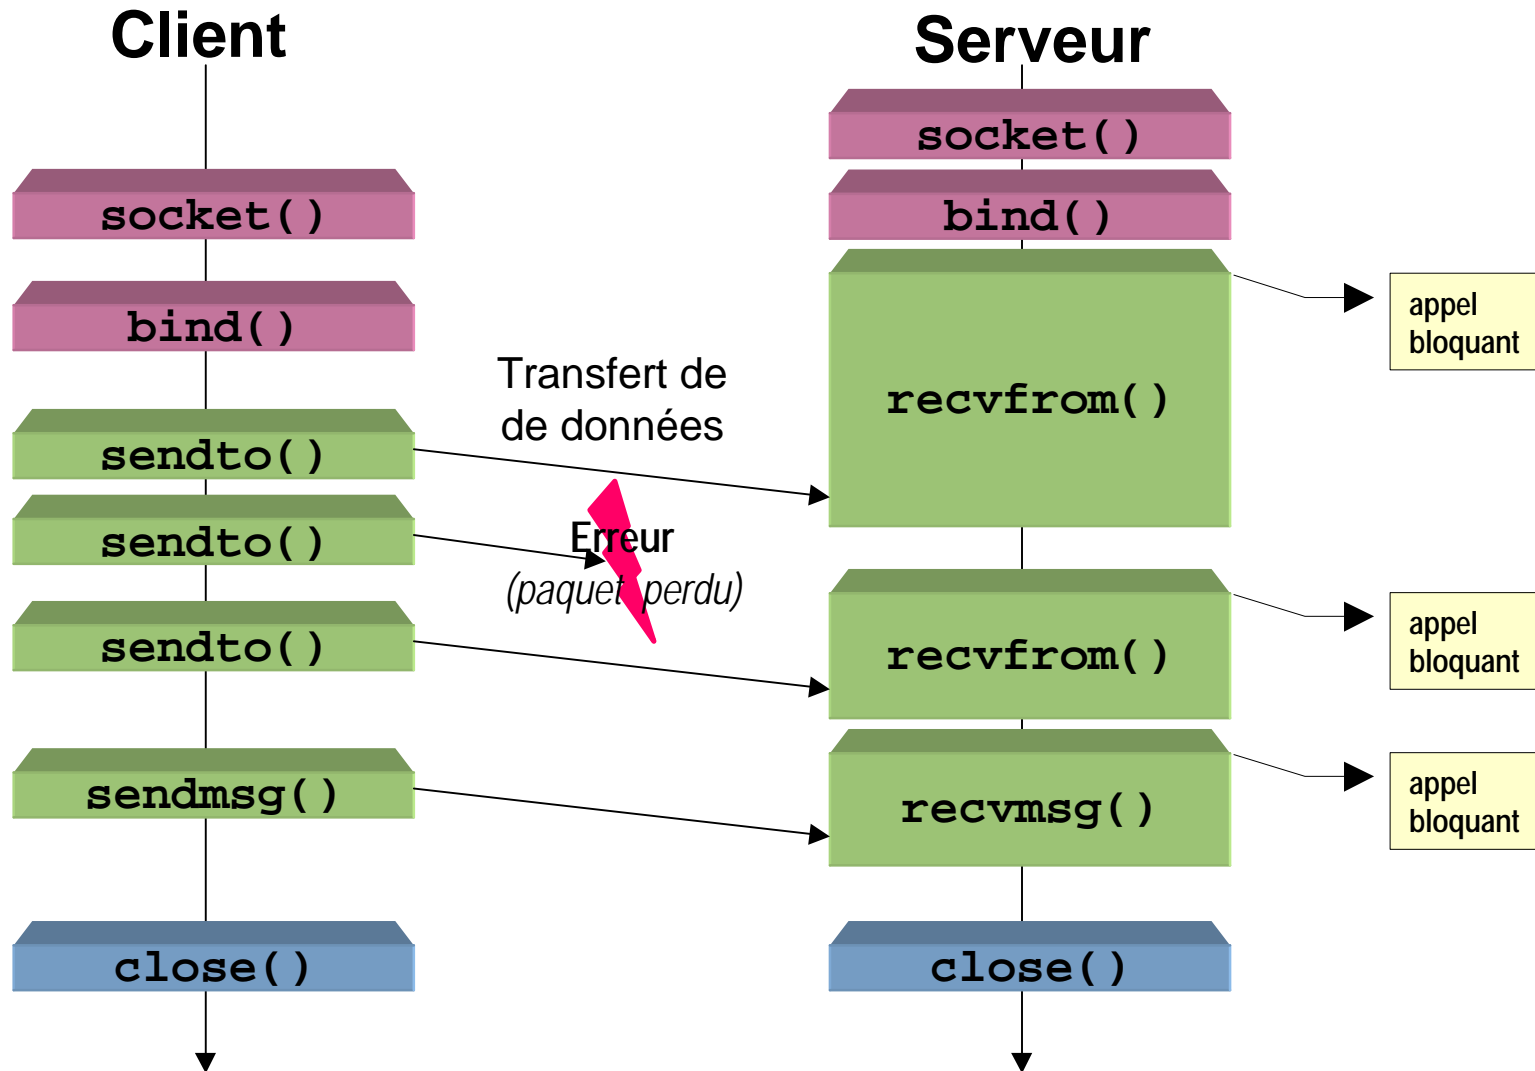 Client
Serveur
socket()
bind()
sendto()
sendto()
sendto()
sendmsg()
close()
Transfert de
de données
Erreur
(paquet perdu)
socket()
bind()
recvfrom()
recvfrom()
recvmsg()
close()
appel
bloquant
appel
bloquant
appel
bloquant